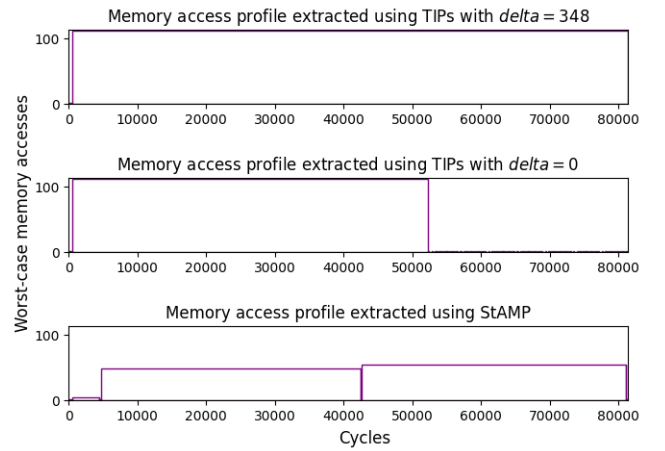 Memory access profile extracted using TIPs with delta = 348
100
0
0 10000 20000 30000 40000 50000 60000 70000 80000
Worst-case memory accesses
Memory access profile extracted using TIPs with delta = 0
100
0
0 10000 20000 30000 40000 50000 60000 70000 80000
Memory access profile extracted using StAMP
100
0
0 10000 20000 30000 40000 50000 60000 70000 80000
Cycles